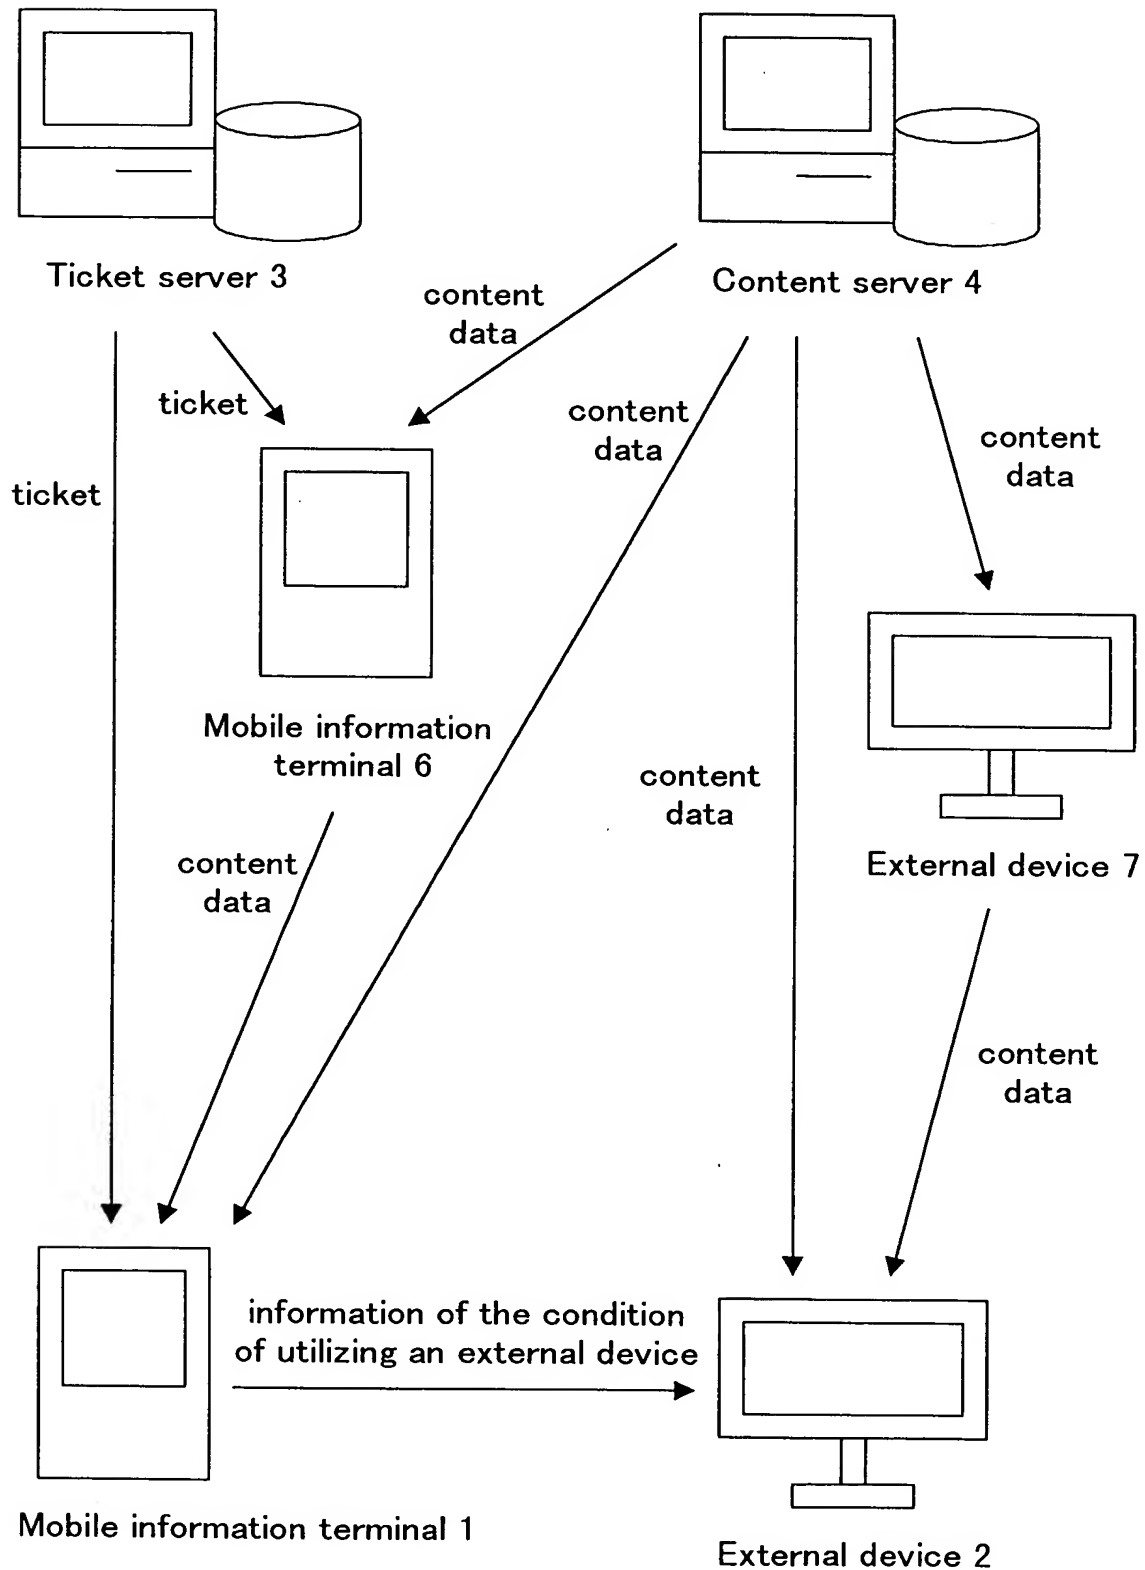 Ticket server 3
Content server 4
content
data
ticket
content
data
content
data
ticket
Mobile information
terminal 6
content
data
External device 7
content
data
content
data
information of the condition
of utilizing an external device
Mobile information terminal 1
External device 2